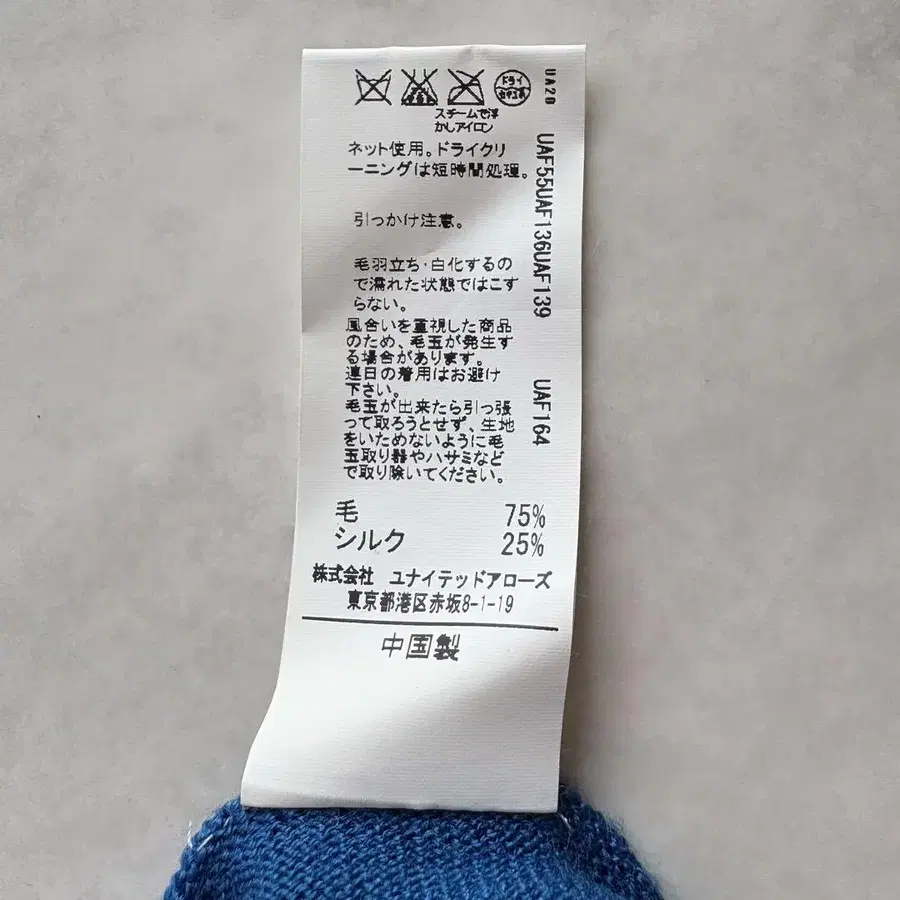 ドライ
セキユ系
UA20
スチームで浮
かしアイロン
ネット使用。ドライクリ
ーニングは短時間処理。
引っかけ注意。
毛羽立ち・白化するの
で濡れた状態ではこす
らない。
風合いを重視した商品
のため、毛玉が発生す
る場合があります。
連日の着用はお避け
下さい。
毛玉が出来たら引っ張
って取ろうとせず、生地
をいためないように毛
玉取り器やハサミなど
で取り除いてください。
UAF55UAF136UAF139
UAF164
毛 75%
シルク 25%
株式会社 ユナイテッドアローズ
東京都港区赤坂8-1-19
中国製